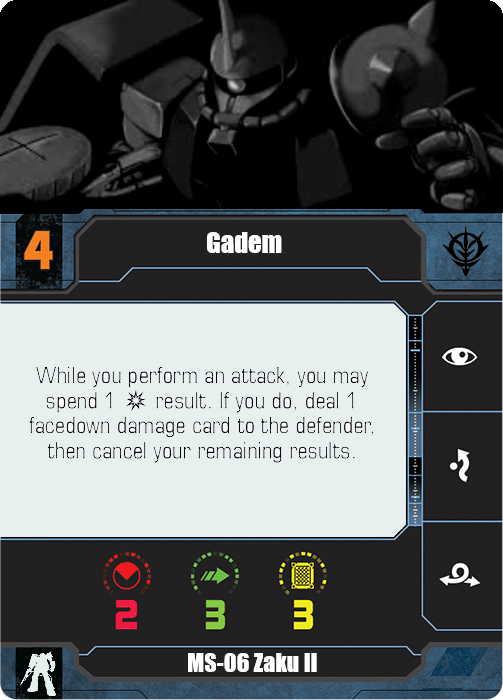 4
Gadem
While you perform an attack, you may
spend 1 result. If you do, deal 1
facedown damage card to the defender,
then cancel your remaining results.
2 3 3
MS-06 Zaku II